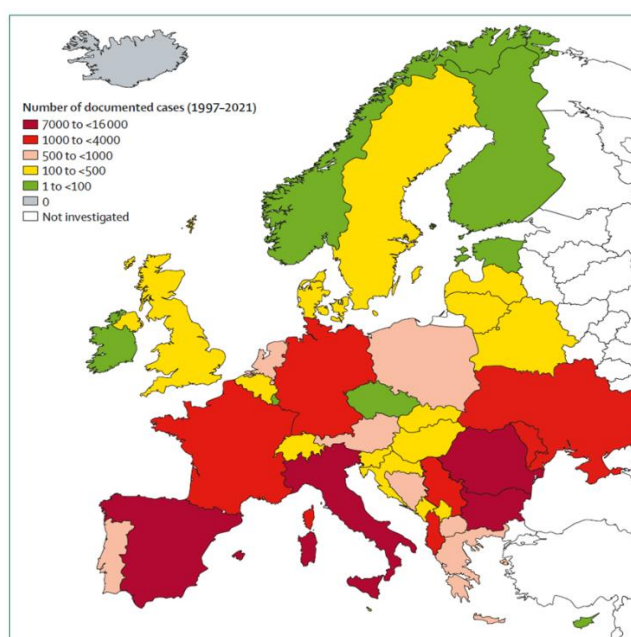 Number of documented cases (1997–2021)
7000 to <16 000
1000 to <4000
500 to <1000
100 to <500
1 to <100
0
Not investigated